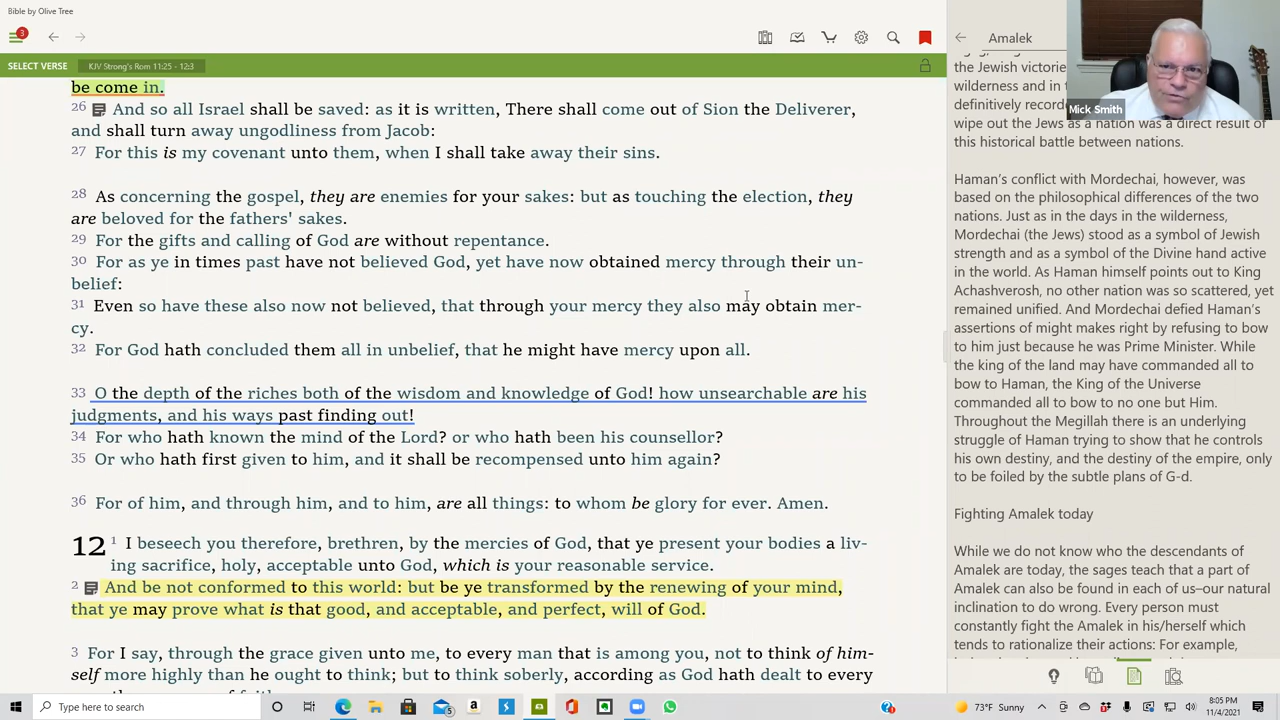 Bible by Olive Tree
3
SELECT VERSE
KJV Strong's Rom 11:25 - 12:3
be come in.
26 And so all Israel shall be saved: as it is written, There shall come out of Sion the Deliverer,
and shall turn away ungodliness from Jacob:
27 For this is my covenant unto them, when I shall take away their sins.
28 As concerning the gospel, they are enemies for your sakes: but as touching the election, they
are beloved for the fathers' sakes.
29 For the gifts and calling of God are without repentance.
30 For as ye in times past have not believed God, yet have now obtained mercy through their un-
belief:
31 Even so have these also now not believed, that through your mercy they also may obtain mer-
cy.
32 For God hath concluded them all in unbelief, that he might have mercy upon all.
33 O the depth of the riches both of the wisdom and knowledge of God! how unsearchable are his
judgments, and his ways past finding out!
34 For who hath known the mind of the Lord? or who hath been his counsellor?
35 Or who hath first given to him, and it shall be recompensed unto him again?
36 For of him, and through him, and to him, are all things: to whom be glory for ever. Amen.
12 1 I beseech you therefore, brethren, by the mercies of God, that ye present your bodies a liv-
ing sacrifice, holy, acceptable unto God, which is your reasonable service.
2 And be not conformed to this world: but be ye transformed by the renewing of your mind,
that ye may prove what is that good, and acceptable, and perfect, will of God.
3 For I say, through the grace given unto me, to every man that is among you, not to think of him-
self more highly than he ought to think; but to think soberly, according as God hath dealt to every
Amalek
the Jewish victorie
wilderness and in t
definitively record
Mick Smith
wipe out the Jews as a nation was a direct result of
this historical battle between nations.
Haman's conflict with Mordechai, however, was
based on the philosophical differences of the two
nations. Just as in the days in the wilderness,
Mordechai (the Jews) stood as a symbol of Jewish
strength and as a symbol of the Divine hand active
in the world. As Haman himself points out to King
Achashverosh, no other nation was so scattered, yet
remained unified. And Mordechai defied Haman's
assertions of might makes right by refusing to bow
to him just because he was Prime Minister. While
the king of the land may have commanded all to
bow to Haman, the King of the Universe
commanded all to bow to no one but Him.
Throughout the Megillah there is an underlying
struggle of Haman trying to show that he controls
his own destiny, and the destiny of the empire, only
to be foiled by the subtle plans of G-d.
Fighting Amalek today
While we do not know who the descendants of
Amalek are today, the sages teach that a part of
Amalek can also be found in each of us–our natural
inclination to do wrong. Every person must
constantly fight the Amalek in his/herself which
tends to rationalize their actions: For example,
Type here to search
5
73°F Sunny
8:05 PM
11/4/2021